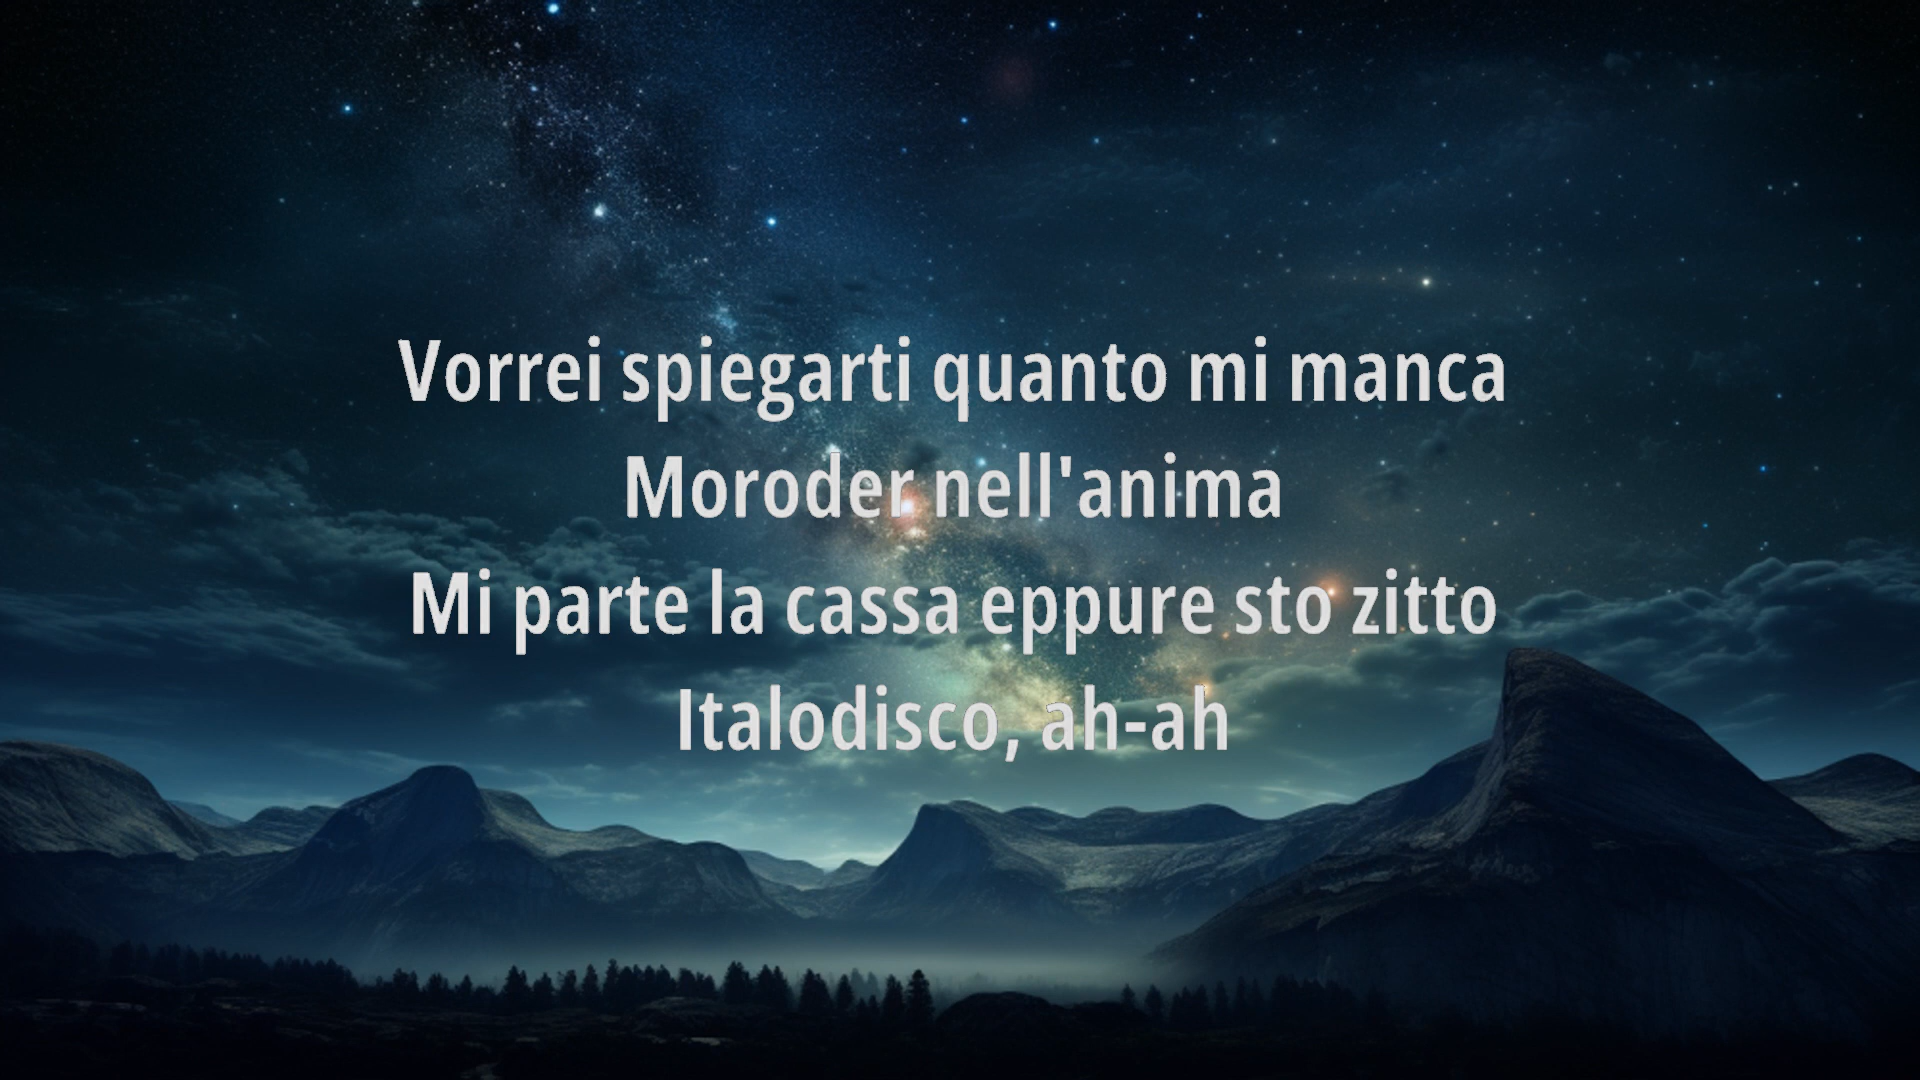 Vorrei spiegarti quanto mi manca
Moroder nell'anima
Mi parte la cassa eppure sto zitto
Italodisco, ah-ah